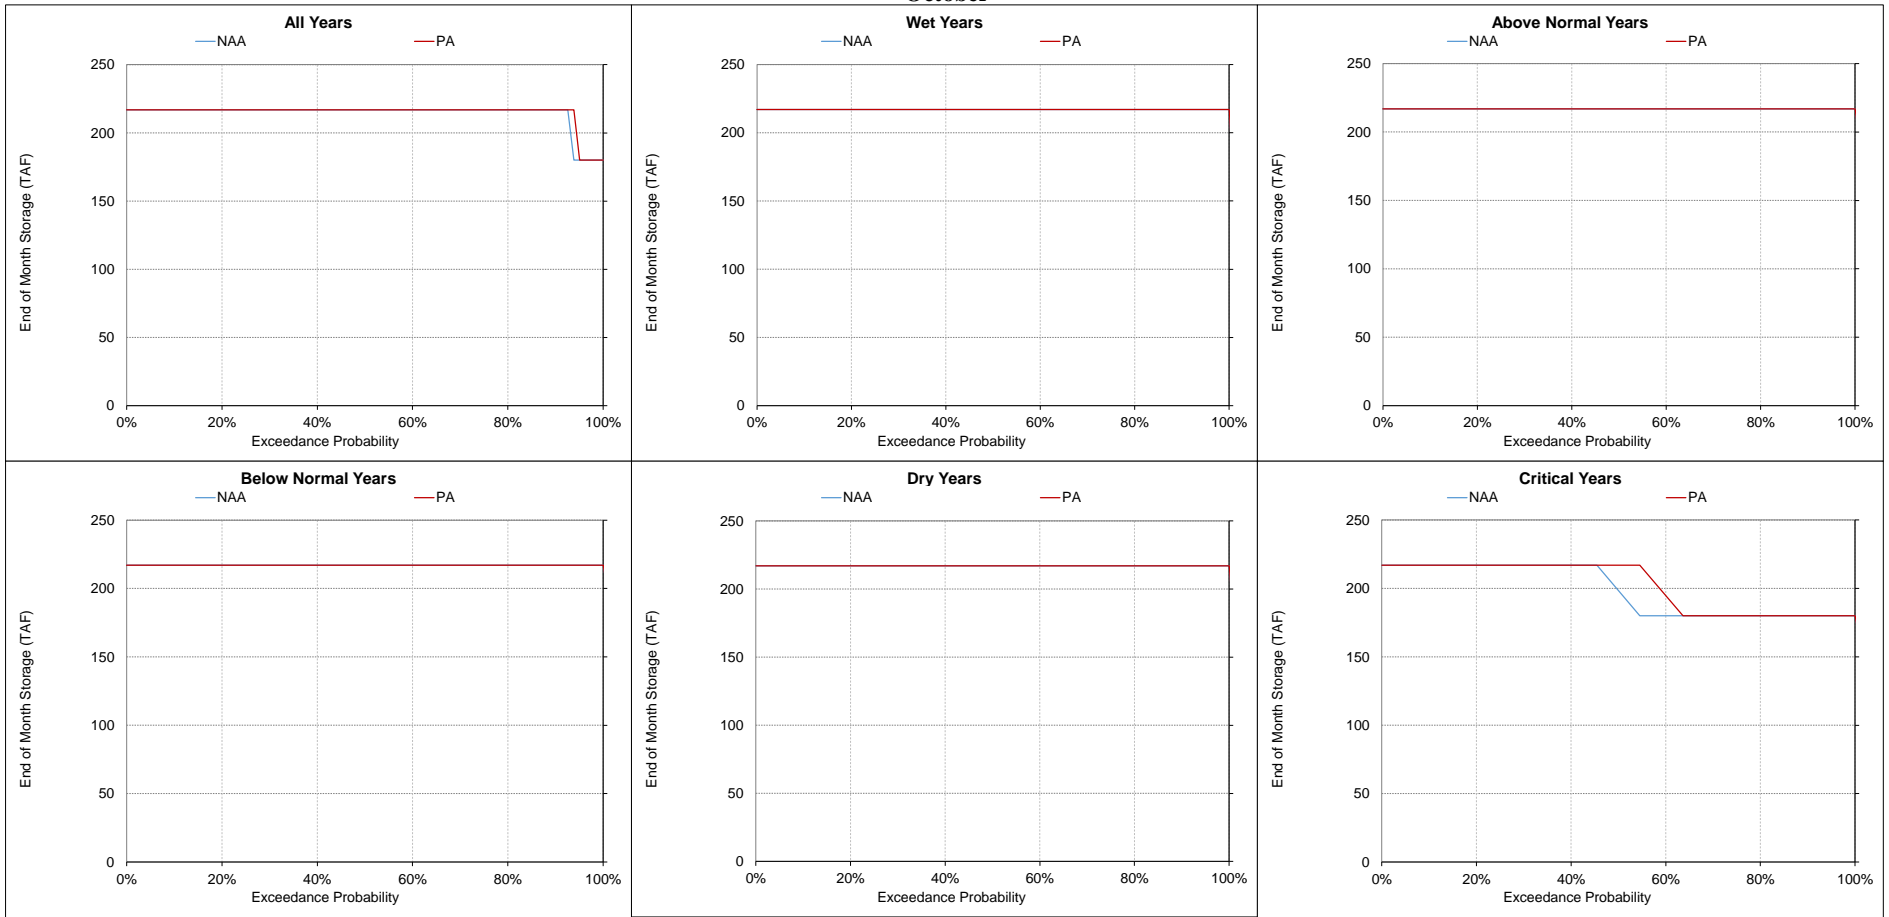 All Years
NAA PA
250
200
150
100
50
0
0% 20% 40% 60% 80% 100%
Exceedance Probability
End of Month Storage (TAF)
Wet Years
NAA PA
250
200
150
100
50
0
0% 20% 40% 60% 80% 100%
Exceedance Probability
End of Month Storage (TAF)
Above Normal Years
NAA PA
250
200
150
100
50
0
0% 20% 40% 60% 80% 100%
Exceedance Probability
End of Month Storage (TAF)
Below Normal Years
NAA PA
250
200
150
100
50
0
0% 20% 40% 60% 80% 100%
Exceedance Probability
End of Month Storage (TAF)
Dry Years
NAA PA
250
200
150
100
50
0
0% 20% 40% 60% 80% 100%
Exceedance Probability
End of Month Storage (TAF)
Critical Years
NAA PA
250
200
150
100
50
0
0% 20% 40% 60% 80% 100%
Exceedance Probability
End of Month Storage (TAF)